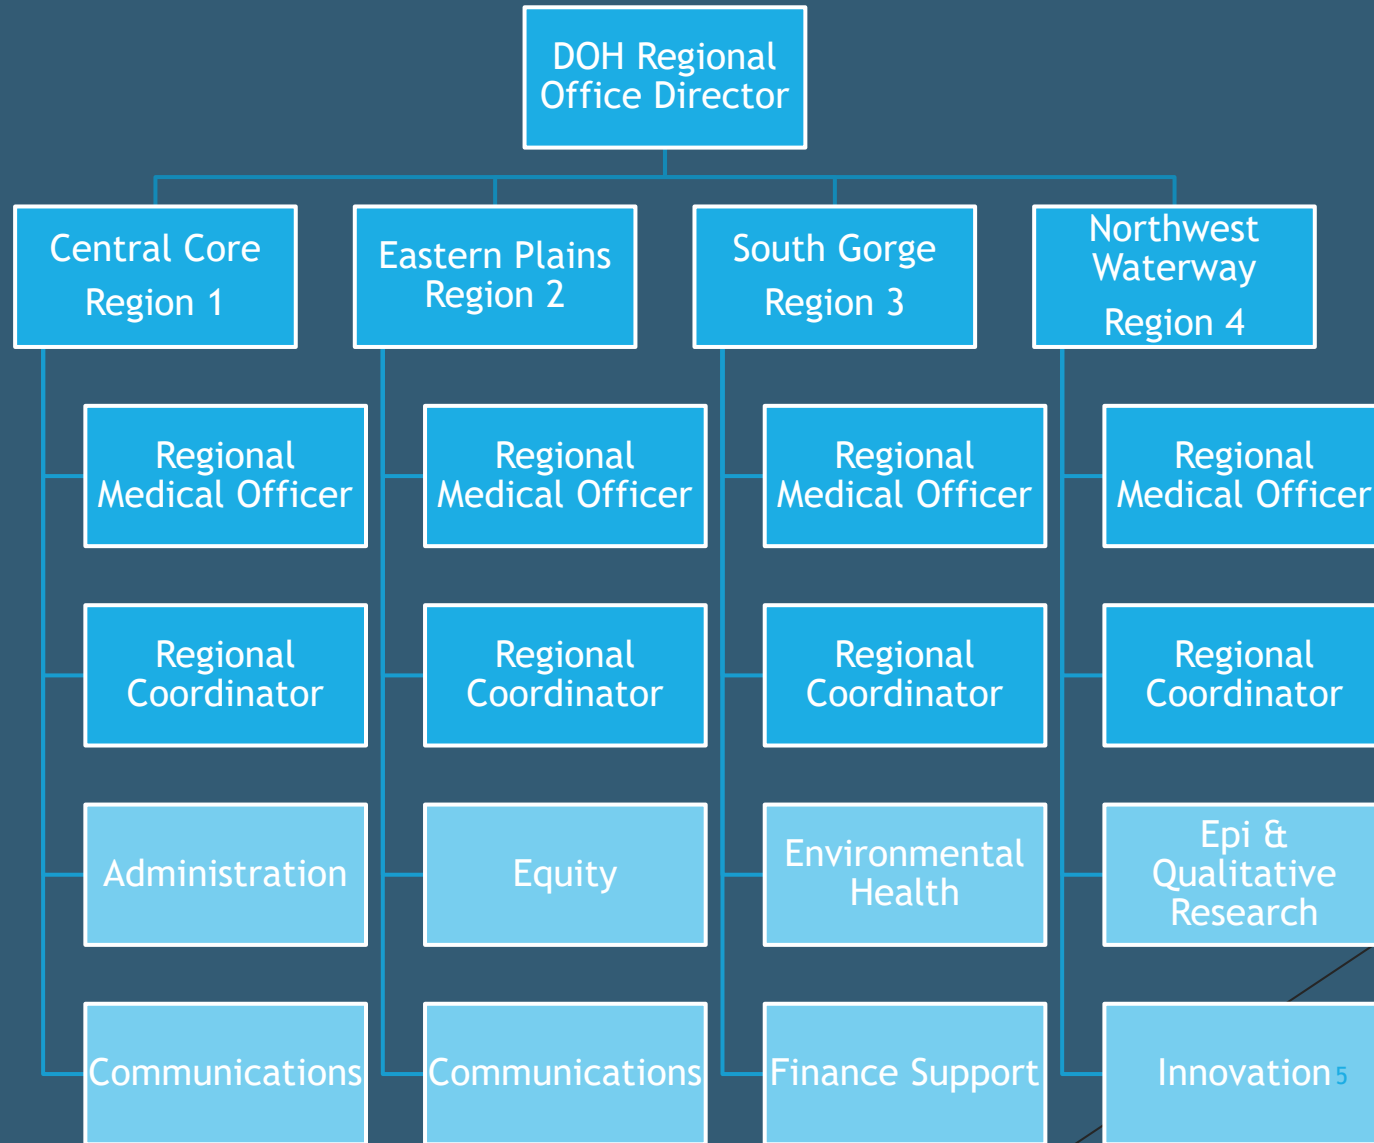 DOH Regional
Office Director
Central Core
Region 1
Eastern Plains
Region 2
South Gorge
Region 3
Northwest
Waterway
Region 4
Regional
Medical Officer
Regional
Medical Officer
Regional
Medical Officer
Regional
Medical Officer
Regional
Coordinator
Regional
Coordinator
Regional
Coordinator
Regional
Coordinator
Administration
Equity
Environmental
Health
Epi &
Qualitative
Research
Communications
Communications
Finance Support
Innovation
5